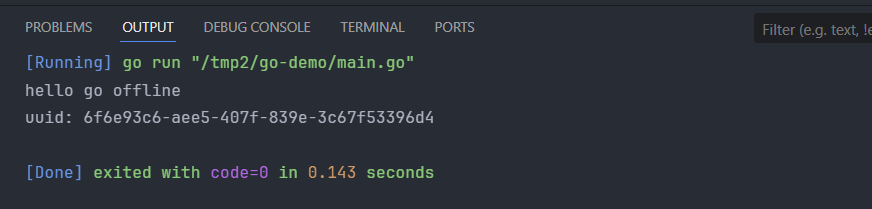 PROBLEMS OUTPUT DEBUG CONSOLE TERMINAL PORTS Filter (e.g. text, !e
[Running] go run "/tmp2/go-demo/main.go"
hello go offline
uuid: 6f6e93c6-aee5-407f-839e-3c67f53396d4
[Done] exited with code=0 in 0.143 seconds